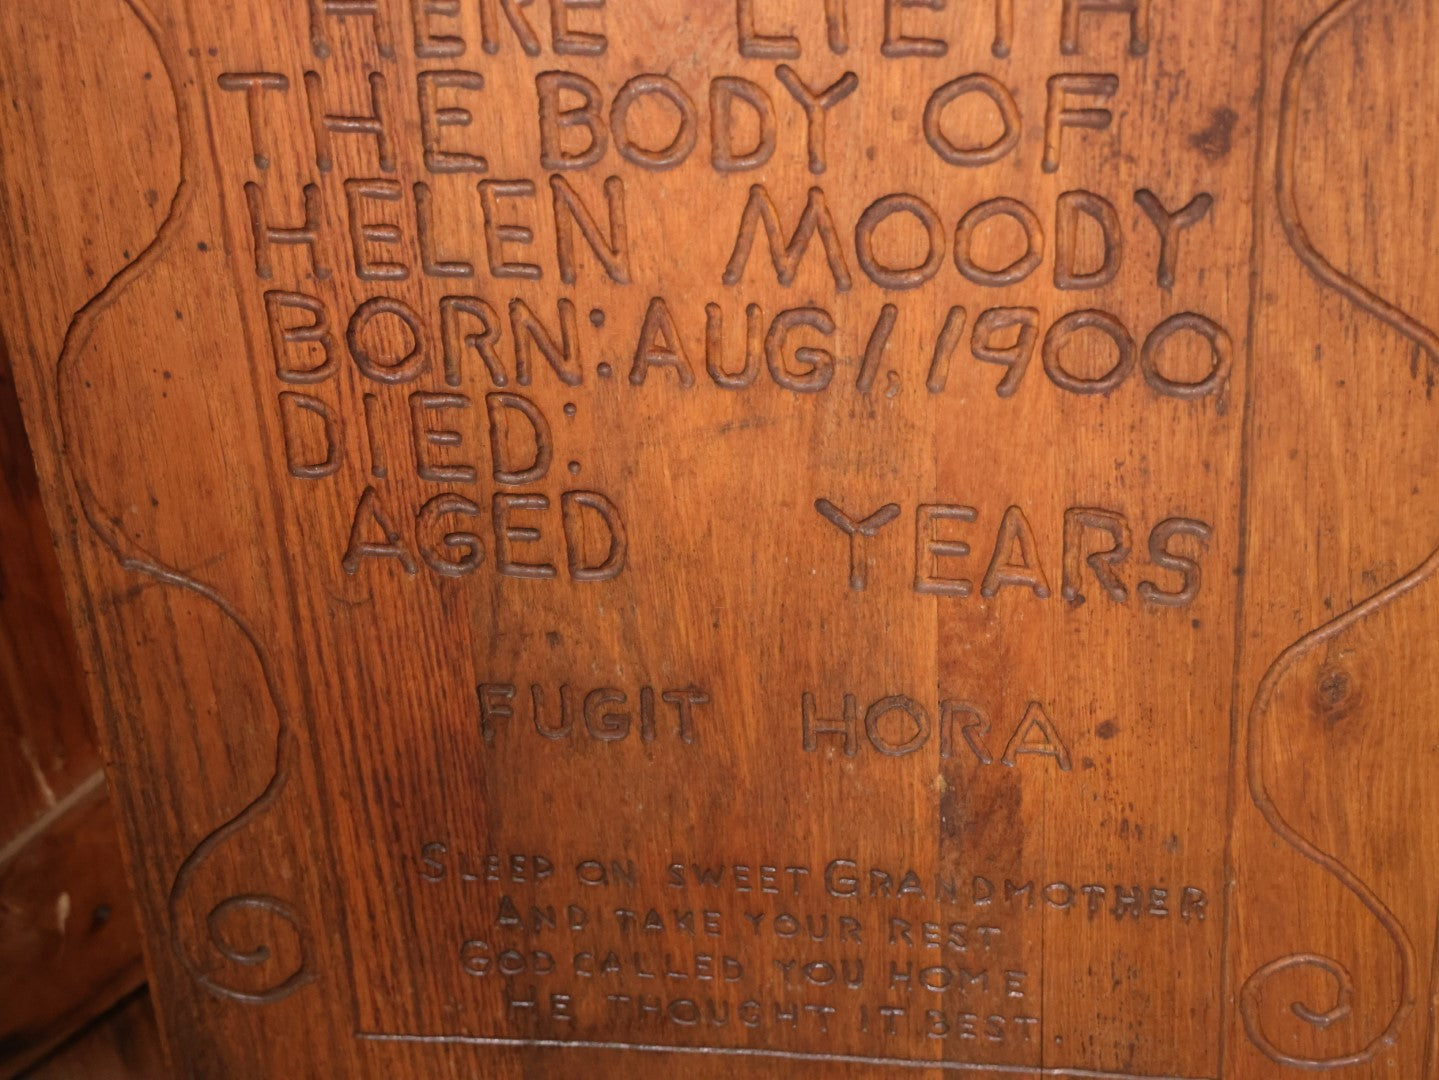 HERE LIETH
THE BODY OF
HELEN MOODY
BORN: AUG 1, 1900
DIED:
AGED YEARS
FUGIT HORA
SLEEP ON SWEET GRANDMOTHER
AND TAKE YOUR REST
GOD CALLED YOU HOME
HE THOUGHT IT BEST.